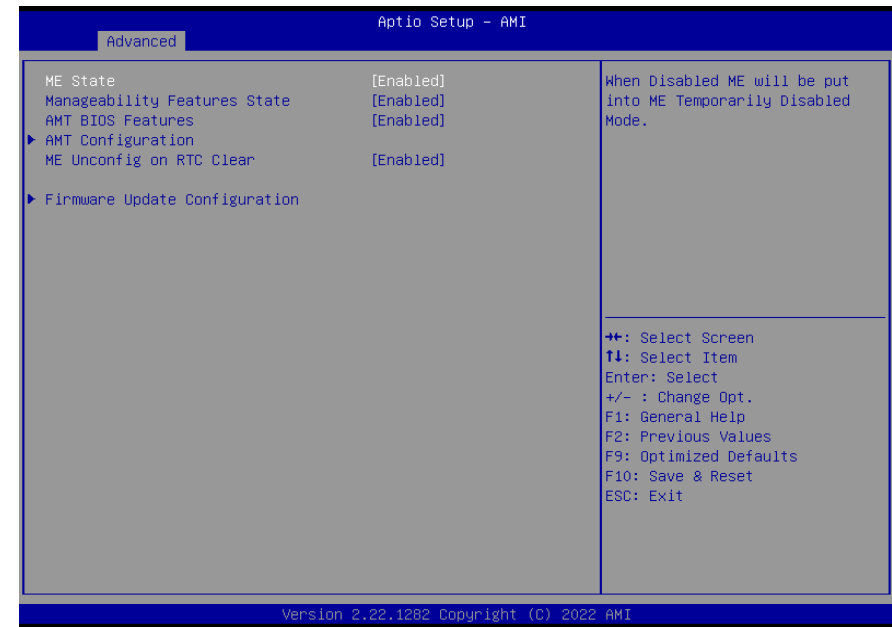 Aptio Setup – AMI
Advanced
ME State [Enabled]
Manageability Features State [Enabled]
AMT BIOS Features [Enabled]
▶ AMT Configuration
ME Unconfig on RTC Clear [Enabled]
▶ Firmware Update Configuration
When Disabled ME will be put
into ME Temporarily Disabled
Mode.
→←: Select Screen
↑↓: Select Item
Enter: Select
+/- : Change Opt.
F1: General Help
F2: Previous Values
F9: Optimized Defaults
F10: Save & Reset
ESC: Exit
Version 2.22.1282 Copyright (C) 2022 AMI